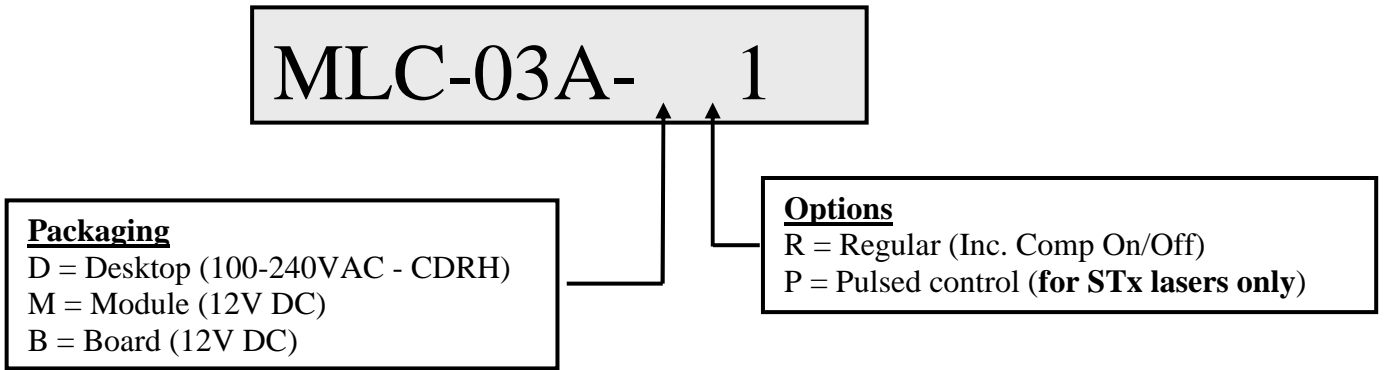 MLC-03A- 1
Packaging
D = Desktop (100-240VAC - CDRH)
M = Module (12V DC)
B = Board (12V DC)
Options
R = Regular (Inc. Comp On/Off)
P = Pulsed control (for STx lasers only)